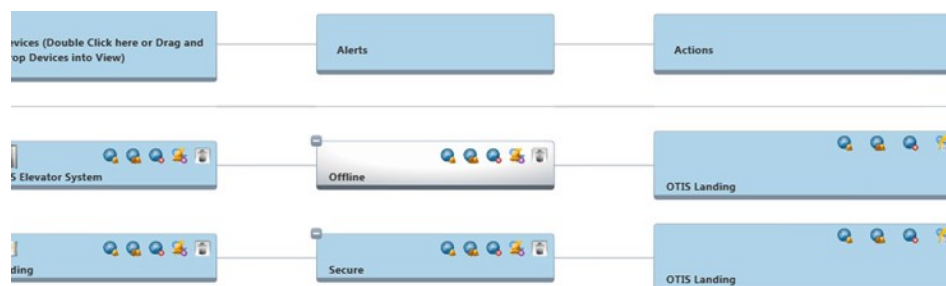 evices (Double Click here or Drag and
rop Devices into View)
Alerts
Actions
S Elevator System
Offline
OTIS Landing
ding
Secure
OTIS Landing